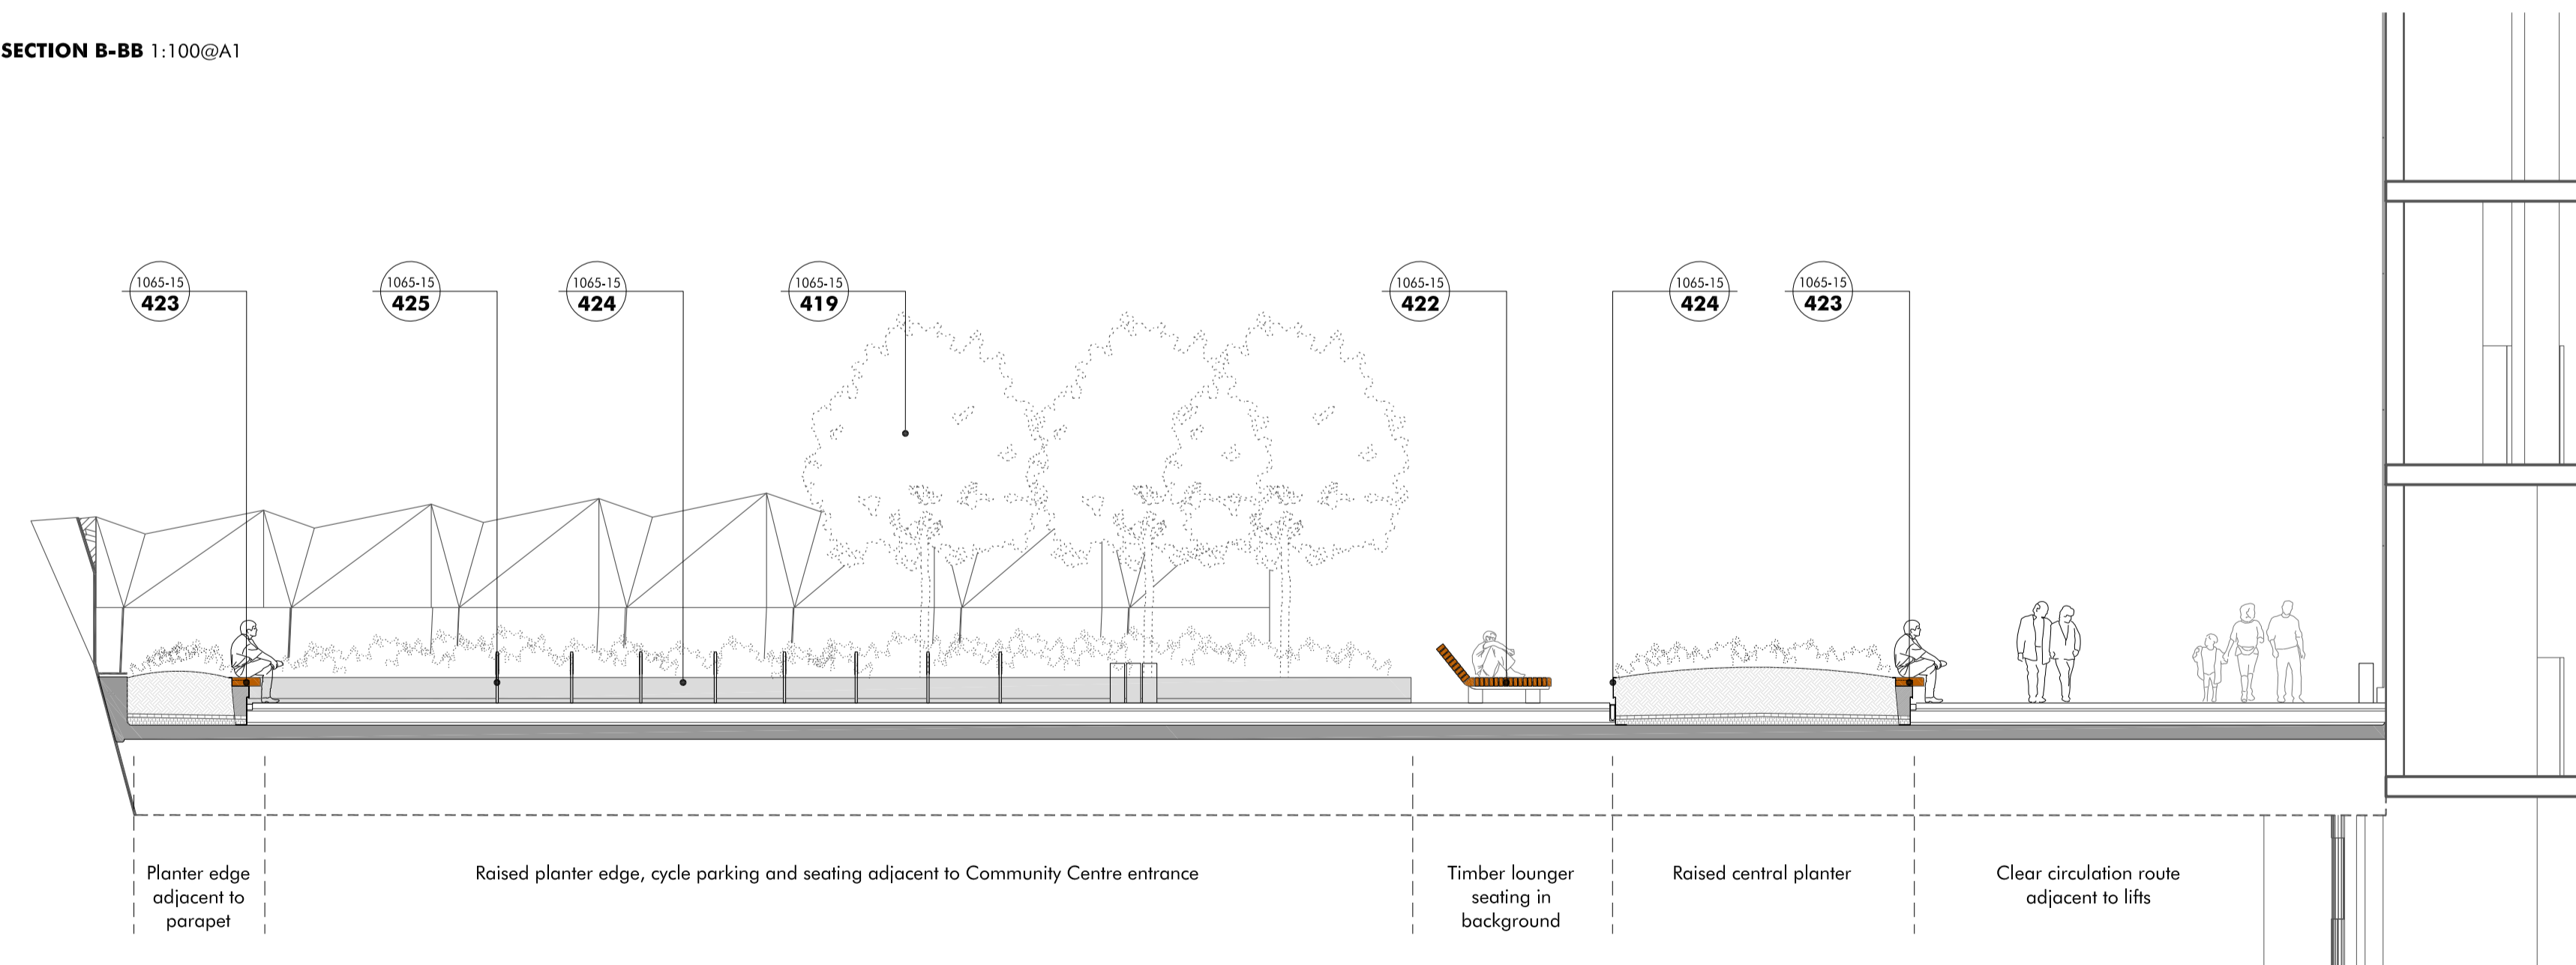 SECTION B-BB 1:100@A1
1065-15
423
1065-15
425
1065-15
424
1065-15
419
1065-15
422
1065-15
424
1065-15
423
Planter edge
adjacent to
parapet
Raised planter edge, cycle parking and seating adjacent to Community Centre entrance
Timber lounger
seating in
background
Raised central planter
Clear circulation route
adjacent to lifts